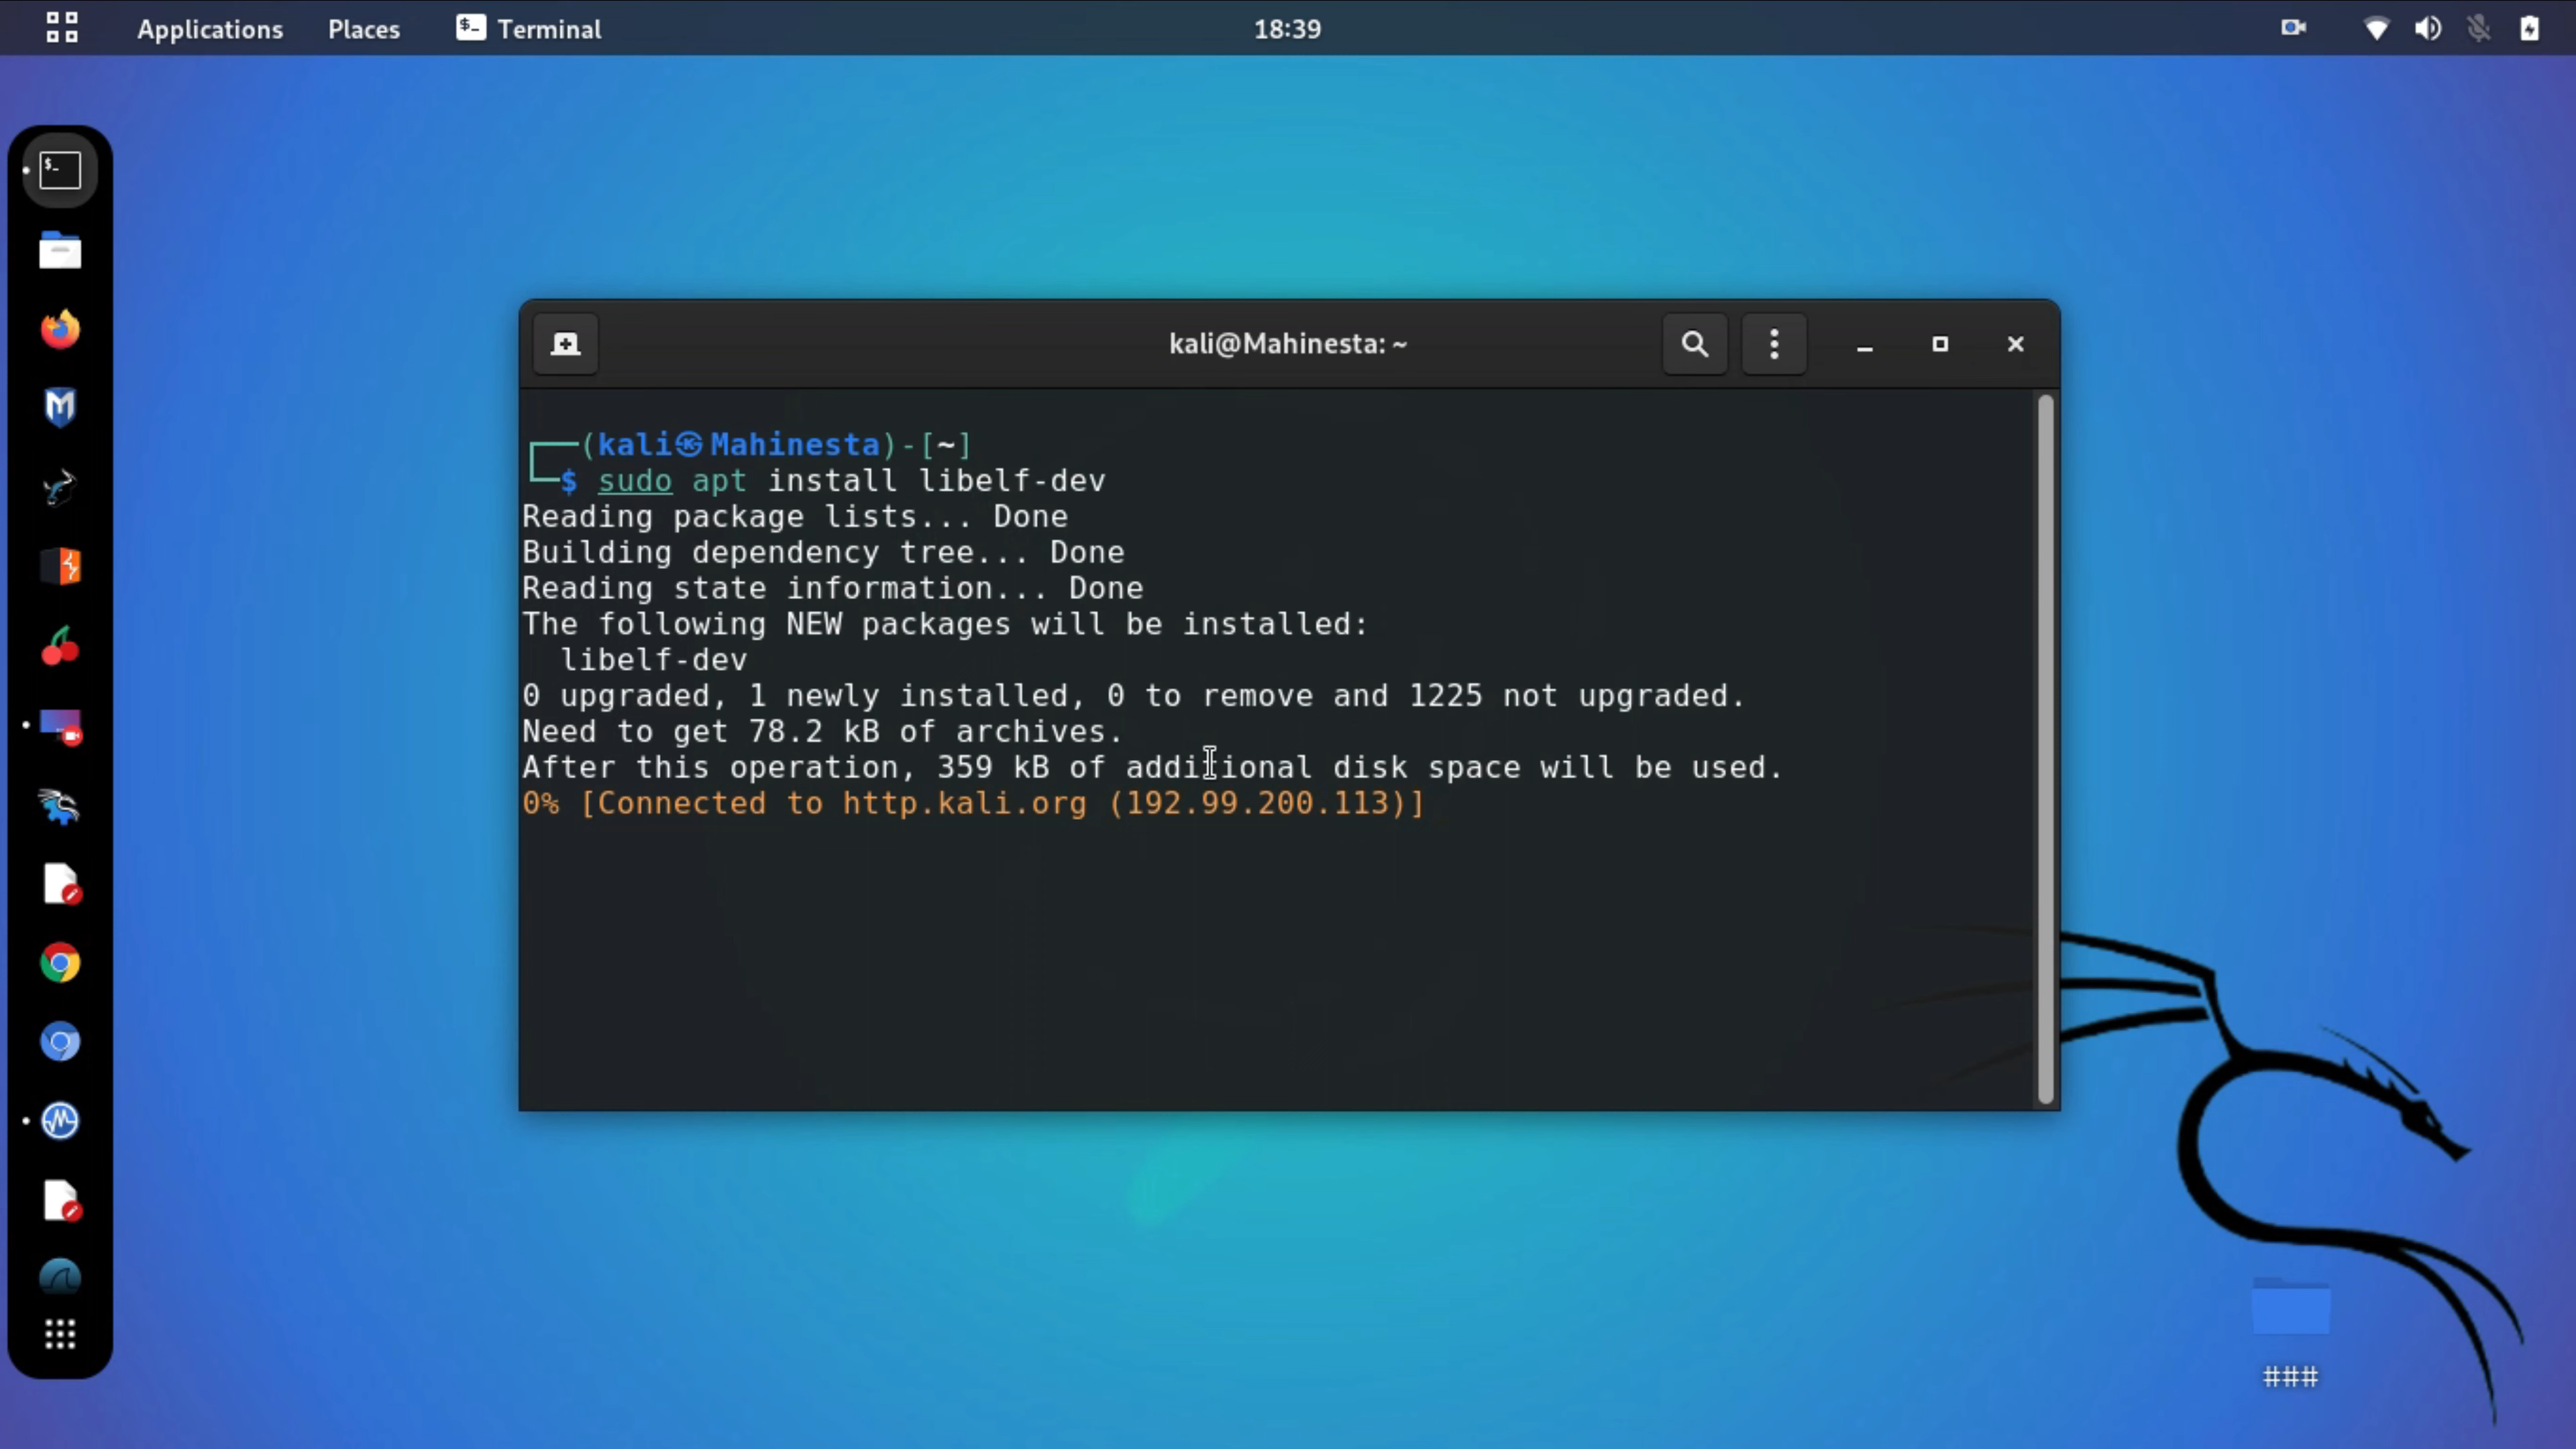 Applications Places Terminal 18:39
kali@Mahinesta: ~
┌──(kali㉿Mahinesta)-[~]
└─$ sudo apt install libelf-dev
Reading package lists... Done
Building dependency tree... Done
Reading state information... Done
The following NEW packages will be installed:
  libelf-dev
0 upgraded, 1 newly installed, 0 to remove and 1225 not upgraded.
Need to get 78.2 kB of archives.
After this operation, 359 kB of additional disk space will be used.
0% [Connected to http.kali.org (192.99.200.113)]
###